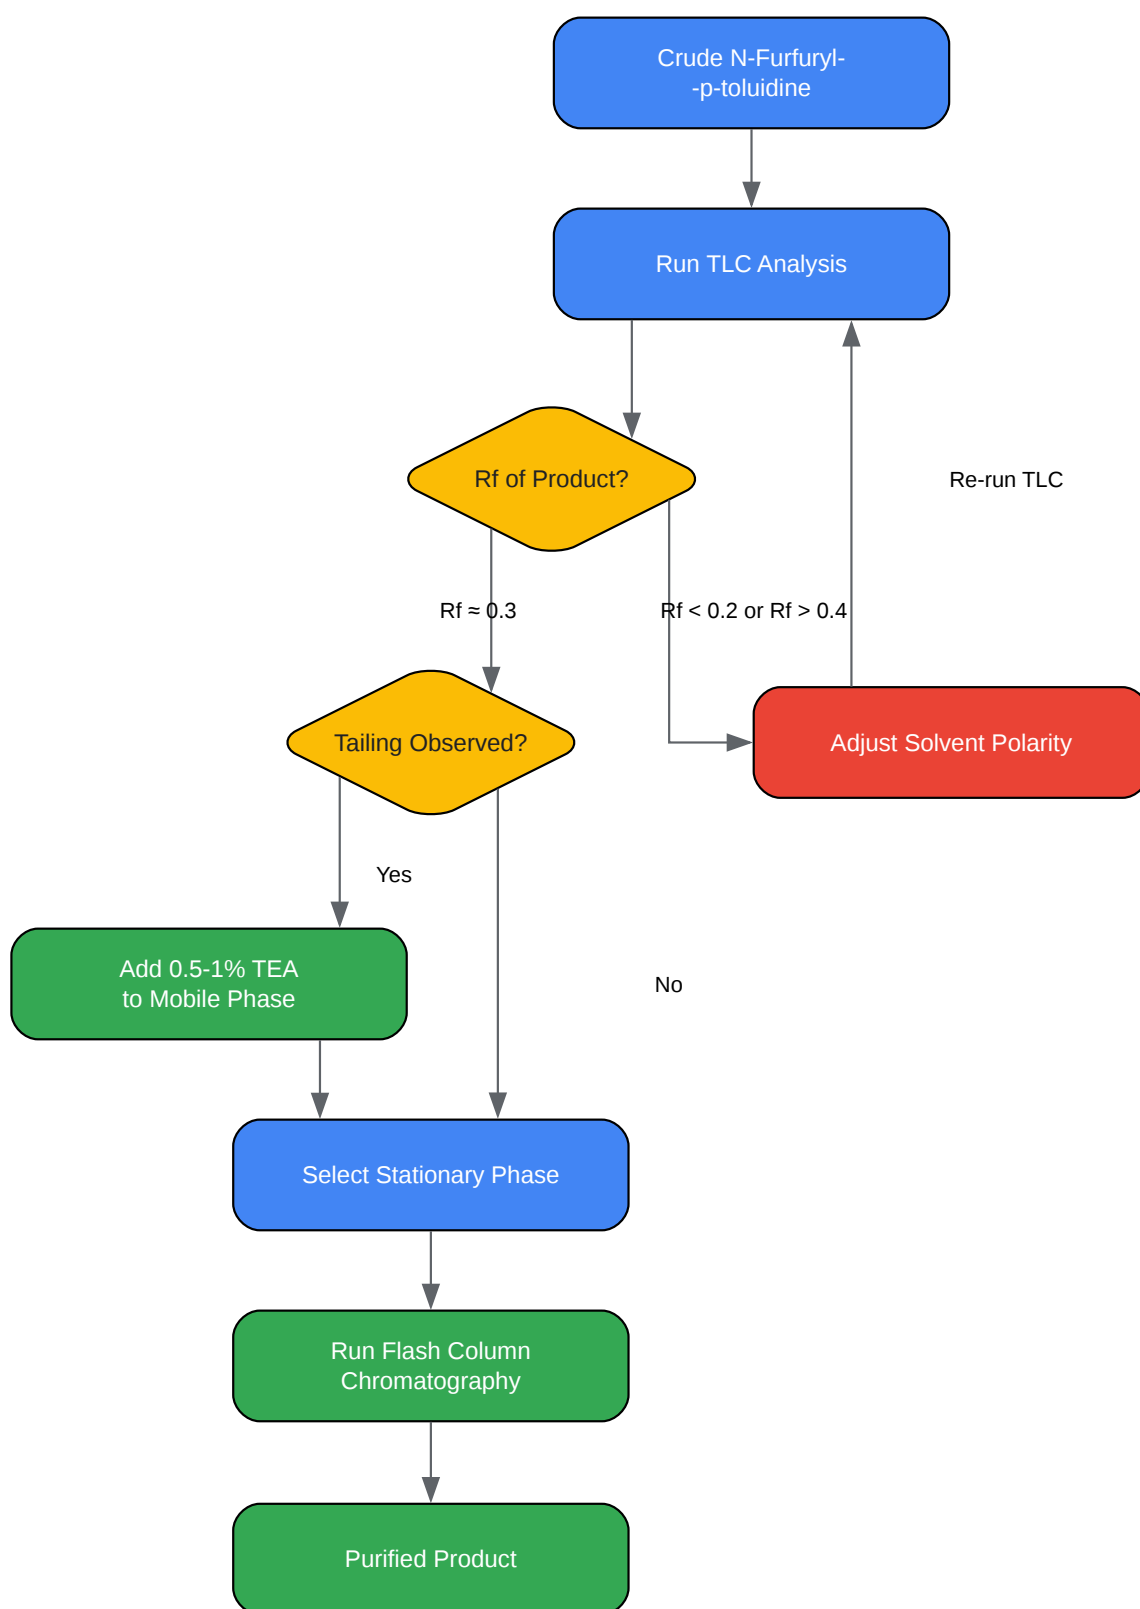 Crude N-Furfuryl-
-p-toluidine
Run TLC Analysis
Rf of Product?
Re-run TLC
Rf ≈ 0.3
Rf < 0.2 or Rf > 0.4
Tailing Observed?
Adjust Solvent Polarity
Yes
Add 0.5-1% TEA
to Mobile Phase
No
Select Stationary Phase
Run Flash Column
Chromatography
Purified Product